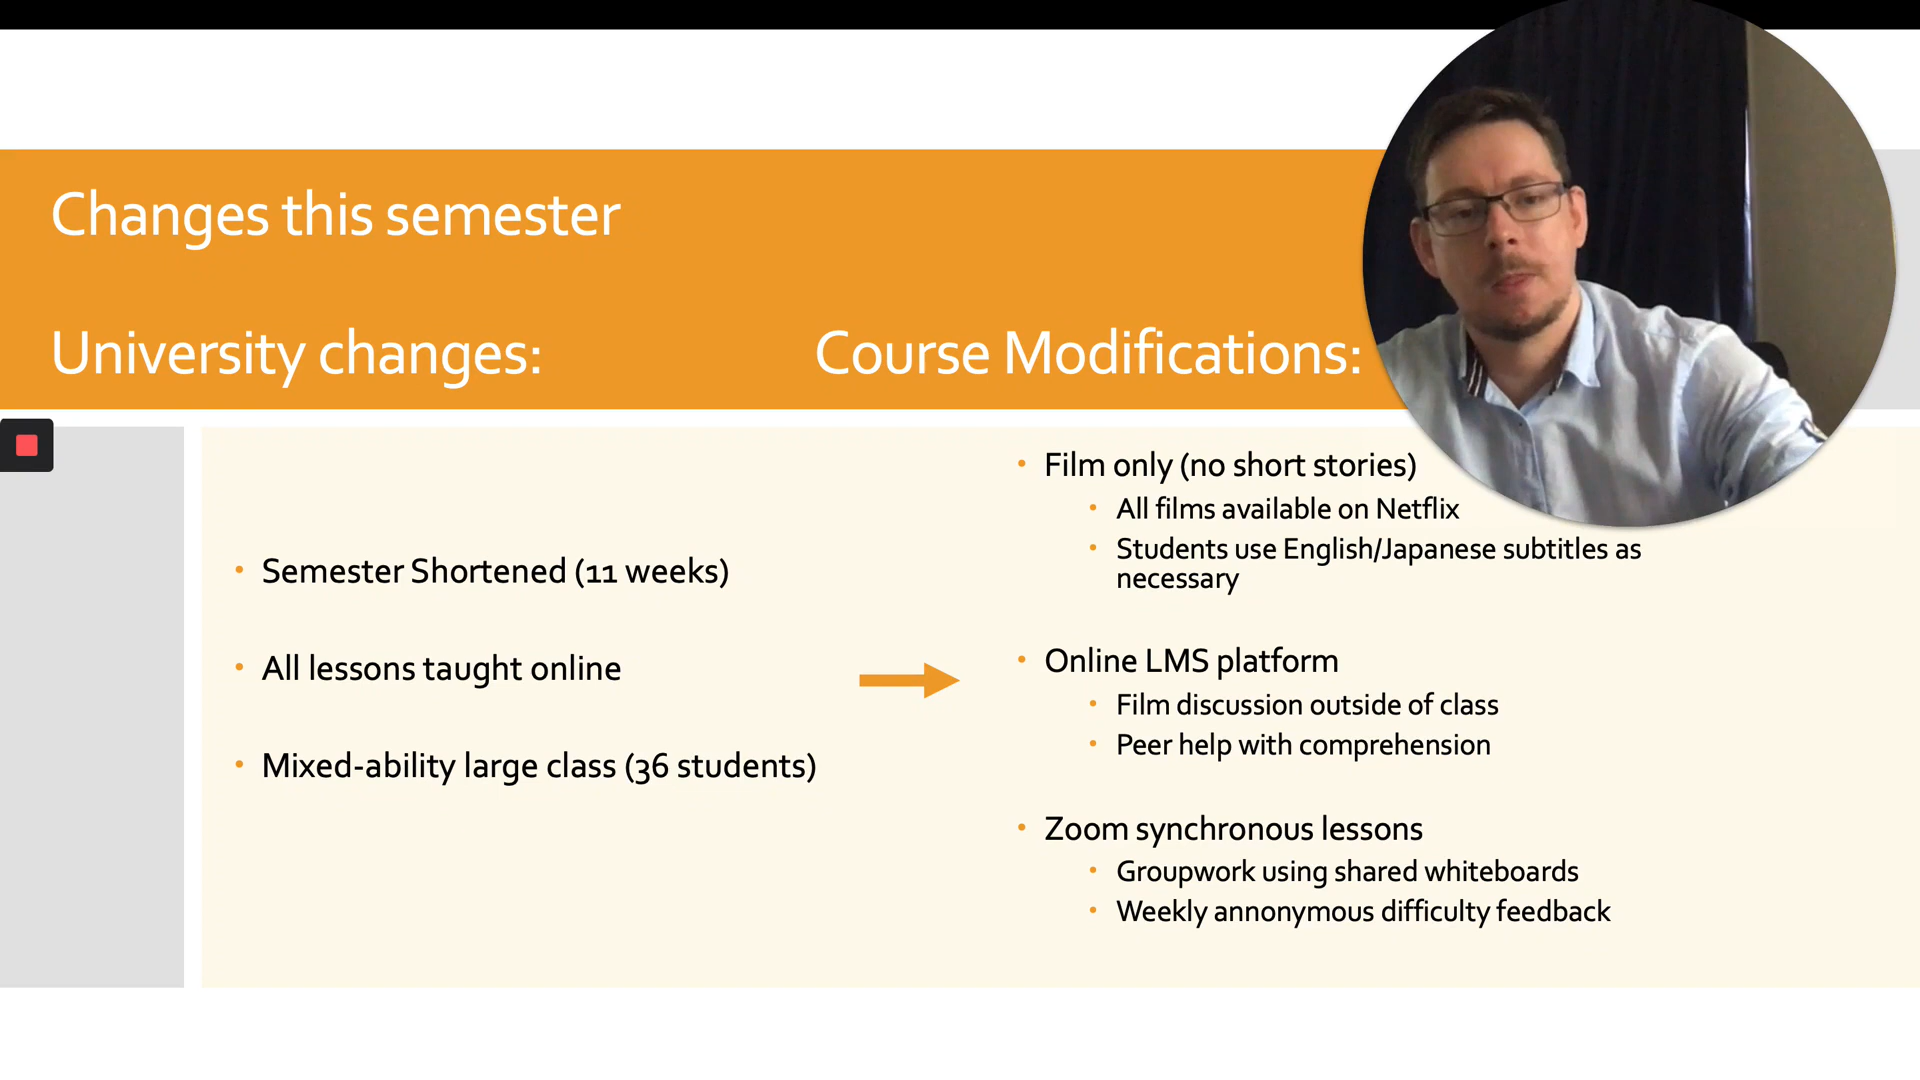 Changes this semester
University changes:
Course Modifications:
• Semester Shortened (11 weeks)
• All lessons taught online
• Mixed-ability large class (36 students)
• Film only (no short stories)
• All films available on Netflix
• Students use English/Japanese subtitles as
necessary
• Online LMS platform
• Film discussion outside of class
• Peer help with comprehension
• Zoom synchronous lessons
• Groupwork using shared whiteboards
• Weekly annonymous difficulty feedback